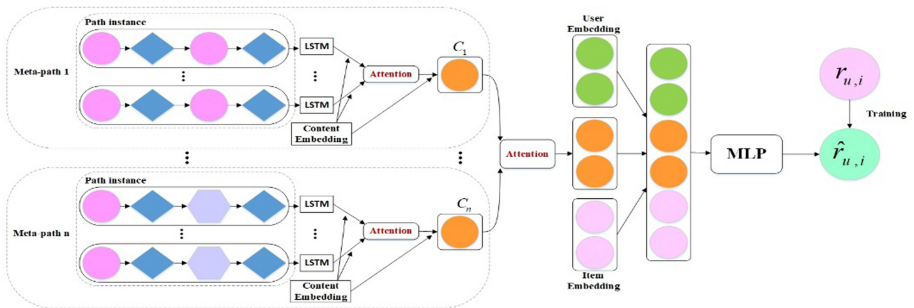 Path instance
Meta-path 1
LSTM
Attention
C1
LSTM
Content
Embedding
Path instance
Meta-path n
LSTM
Attention
Cn
LSTM
Content
Embedding
Attention
User
Embedding
Item
Embedding
MLP
r u,i
Training
r̂ u,i